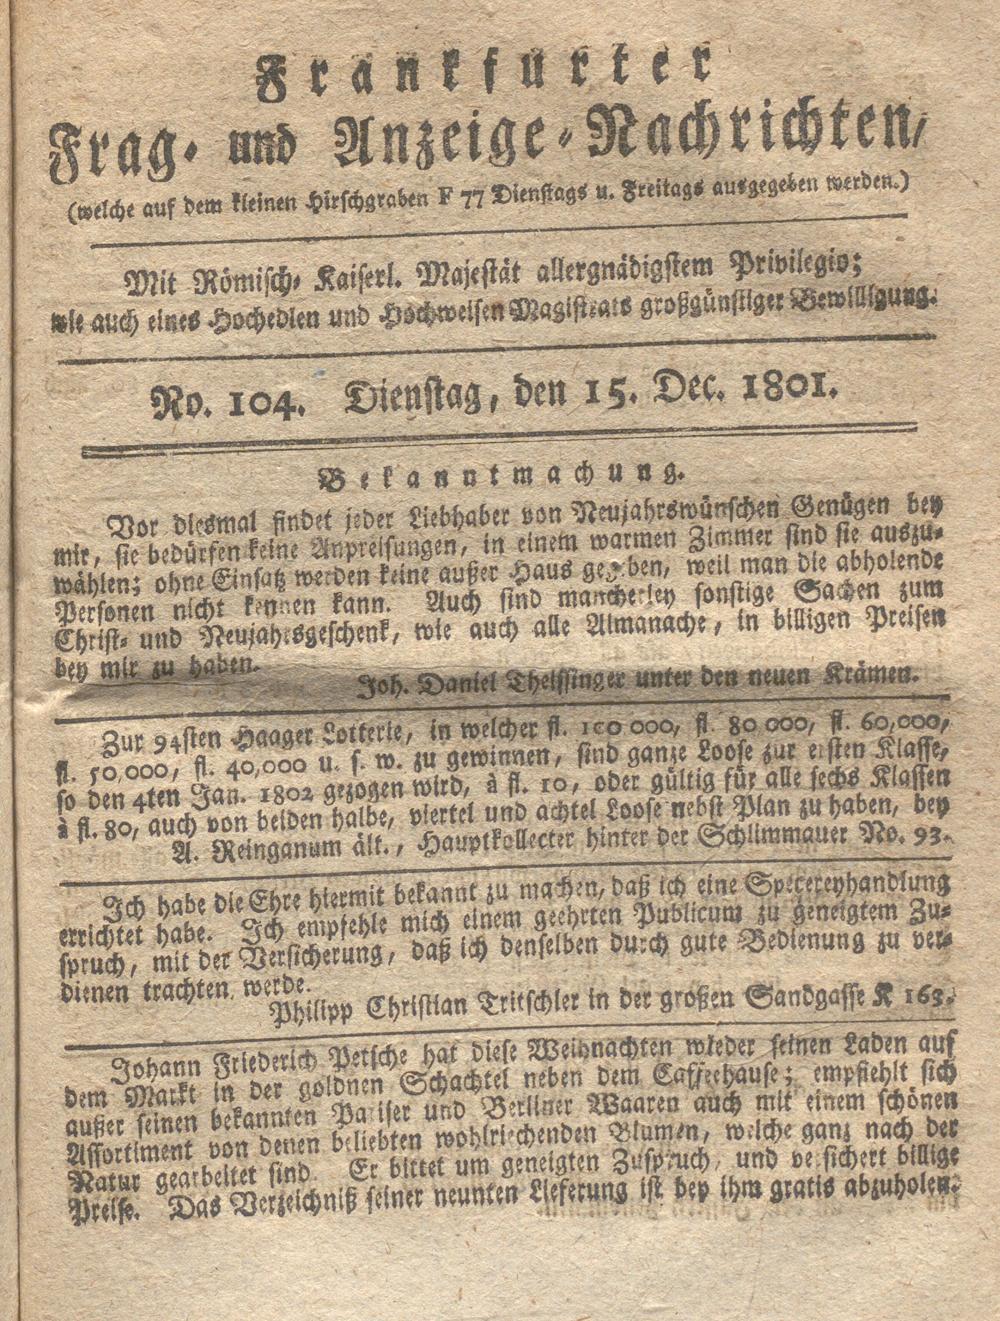 Frankfurter
Frag- und Anzeige-Nachrichten,
(welche auf dem kleinen Hirschgraben F 77 Dienstags u. Freitags ausgegeben werden.)
Mit Römisch- Kaiserl. Majestät allergnädigstem Privilegio;
wie auch eines Hochedlen und Hochweisen Magistrats großgünstiger Bewilligung.
No. 104. Dienstag, den 15. Dec. 1801.
Bekanntmachung.
Vor diesmal findet jeder Liebhaber von Neujahrswünschen Genügen bey
mir, sie bedürfen keine Anpreisungen, in einem warmen Zimmer sind sie auszu-
wählen; ohne Einsatz werden keine außer Haus gegeben, weil man die abholende
Personen nicht kennen kann. Auch sind mancherley sonstige Sachen zum
Christ- und Neujahrsgeschenk, wie auch alle Almanache, in billigen Preisen
bey mir zu haben.
Joh. Daniel Theissinger unter den neuen Krämen.
Zur 94sten Haager Lotterie, in welcher fl. 100 000, fl. 80 000, fl. 60,000,
fl. 50,000, fl. 40,000 u. s. w. zu gewinnen, sind ganze Loose zur ersten Klasse,
so den 4ten Jan. 1802 gezogen wird, à fl. 10, oder gültig für alle sechs Klassen
à fl. 80, auch von beiden halbe, viertel und achtel Loose nebst Plan zu haben, bey
A. Reinganum ält., Hauptkollecter hinter der Schlimmauer No. 93.
Ich habe die Ehre hiermit bekannt zu machen, daß ich eine Specereyhandlung
errichtet habe. Ich empfehle mich einem geehrten Publicum zu geneigtem Zu-
spruch, mit der Versicherung, daß ich denselben durch gute Bedienung zu ver-
dienen trachten werde.
Philipp Christian Tritschler in der großen Sandgasse K 163.
Johann Friederich Petsche hat diese Weihnachten wieder seinen Laden auf
dem Markt in der goldnen Schachtel neben dem Caffeehause; empfiehlt sich
außer seinen bekannten Pariser und Berliner Waaren auch mit einem schönen
Assortiment von denen beliebten wohlriechenden Blumen, welche ganz nach der
Natur gearbeitet sind. Er bittet um geneigten Zuspruch, und versichert billige
Preise. Das Verzeichniß seiner neunten Lieferung ist bey ihm gratis abzuholen.